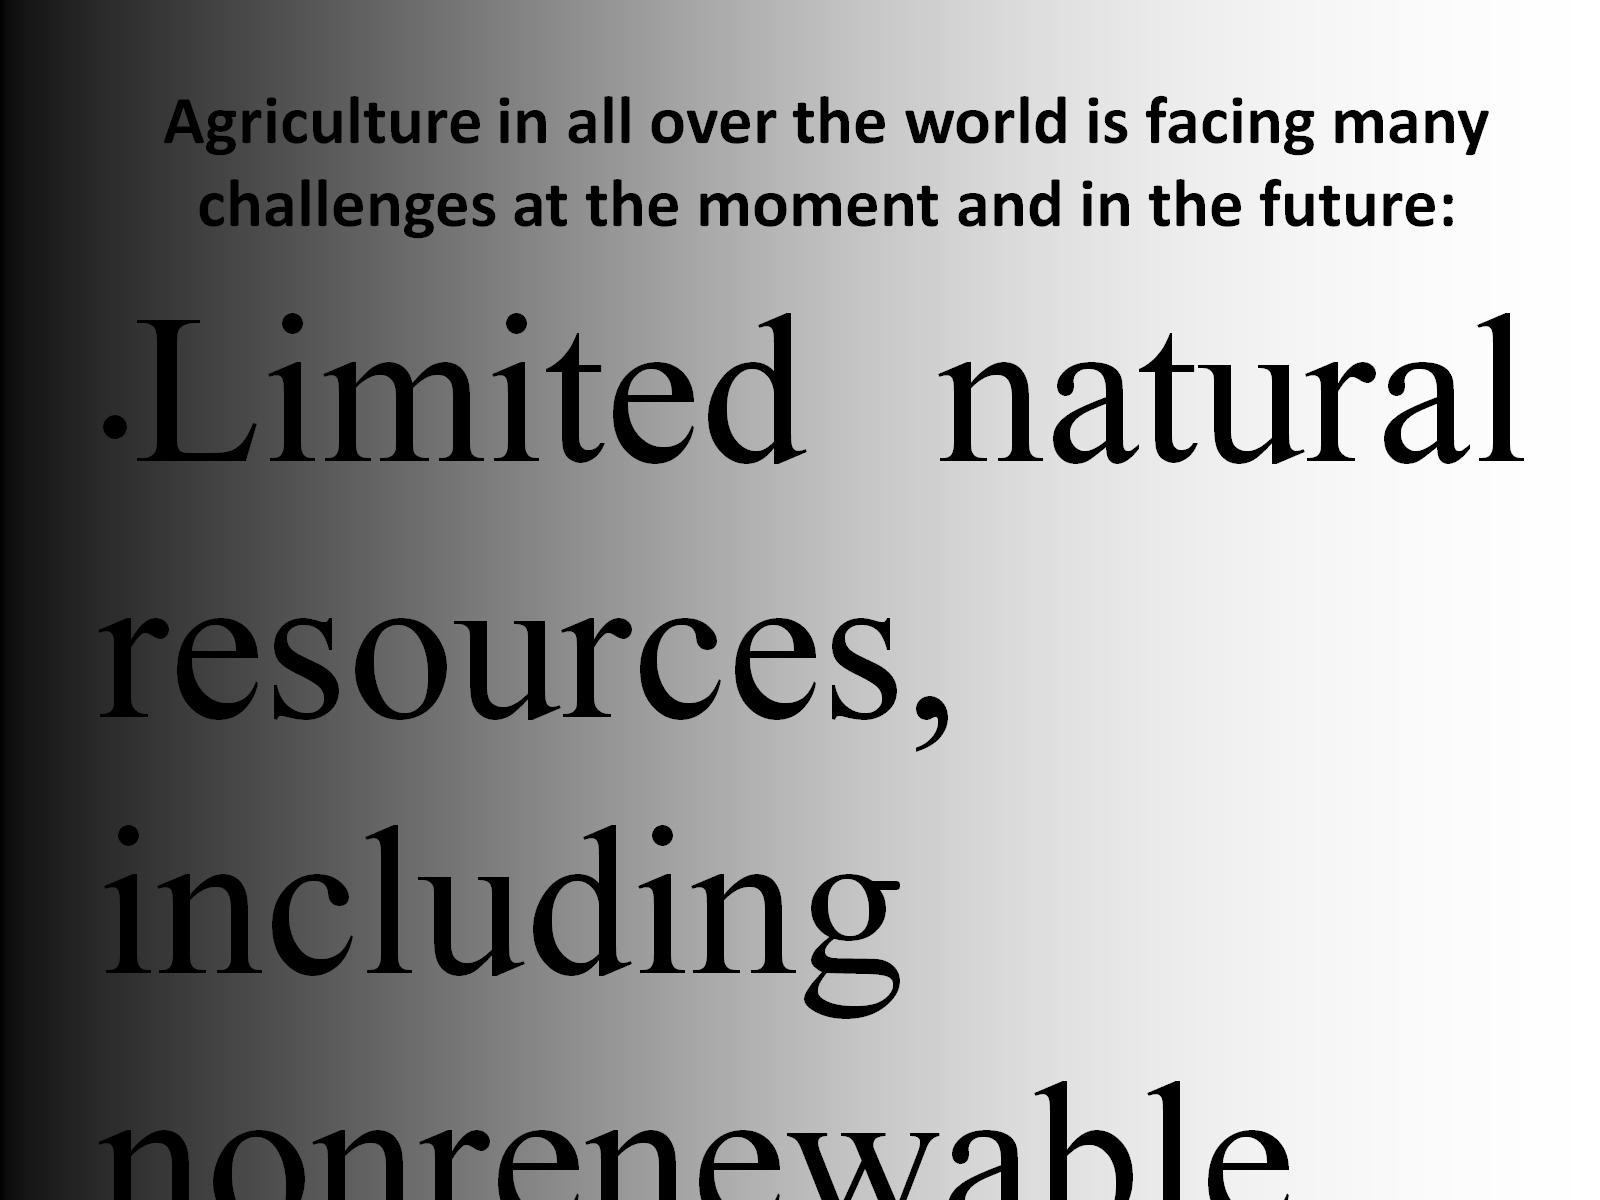 Agriculture in all over the world is facing many
challenges at the moment and in the future:
•Limited natural
resources,
including
nonrenewable